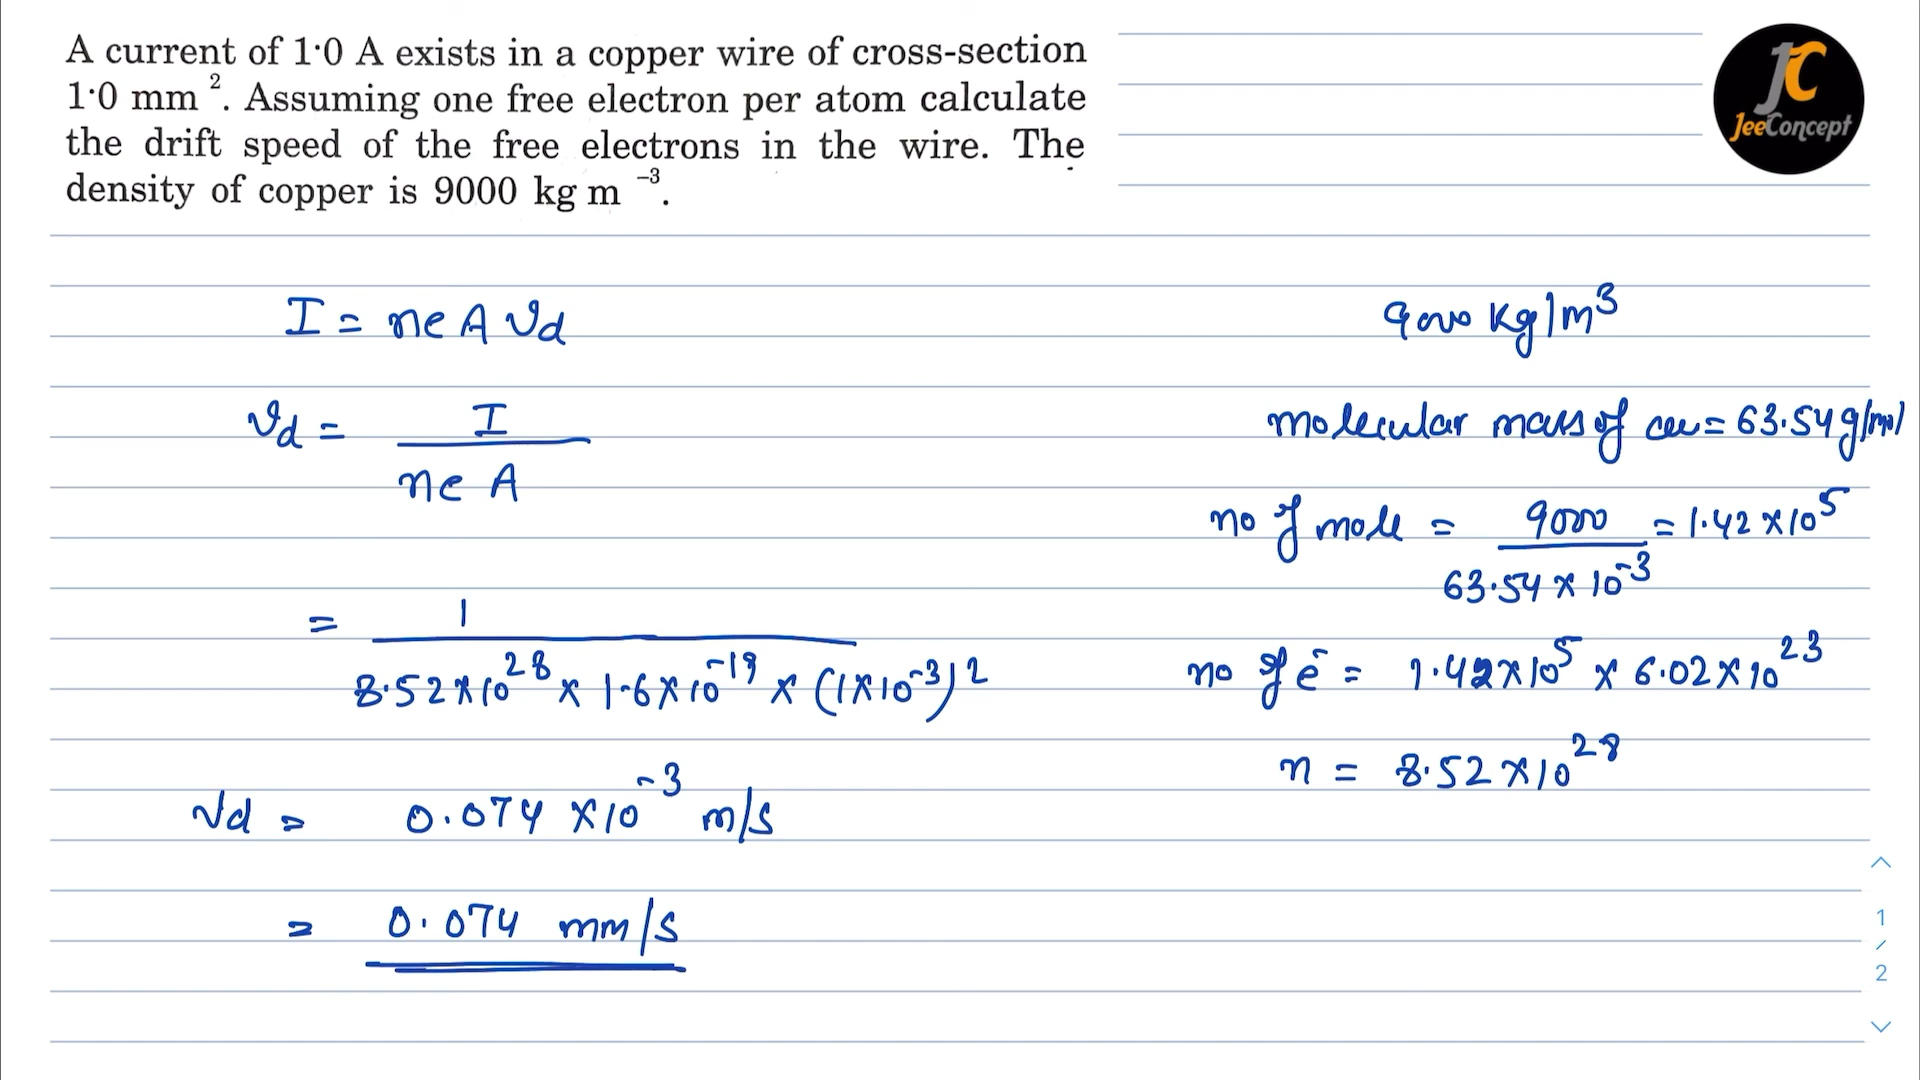 A current of 1·0 A exists in a copper wire of cross-section
1·0 mm². Assuming one free electron per atom calculate
the drift speed of the free electrons in the wire. The
density of copper is 9000 kg m⁻³.
JC
JeeConcept
I = neAvd
vd = I / neA
= 1 / 8.52×10²⁸ × 1.6×10⁻¹⁹ × (1×10⁻³)²
vd = 0.074 ×10⁻³ m/s
= 0.074 mm/s
9000 Kg/m³
molecular mass of cu = 63.54 g/mol
no of mole = 9000 / 63.54 × 10⁻³ = 1.42 ×10⁵
no of e⁻ = 1.42×10⁵ × 6.02×10²³
n = 8.52×10²⁸
1
/
2